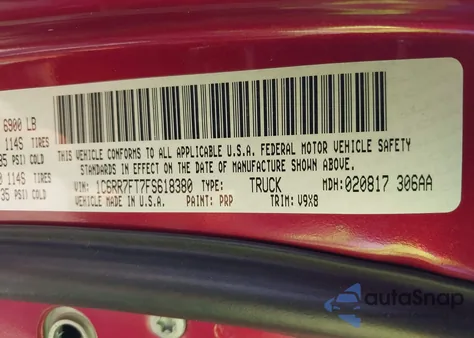 6900 LB
114S TIRES
35 PSI) COLD
114S TIRES
35 PSI) COLD
THIS VEHICLE CONFORMS TO ALL APPLICABLE U.S.A. FEDERAL MOTOR VEHICLE SAFETY
STANDARDS IN EFFECT ON THE DATE OF MANUFACTURE SHOWN ABOVE.
VIN: 1C6RR7FT7FS618380 TYPE: TRUCK MDH:020817 306AA
VEHICLE MADE IN U.S.A. PAINT: PRP TRIM: V9X8
autoSnap